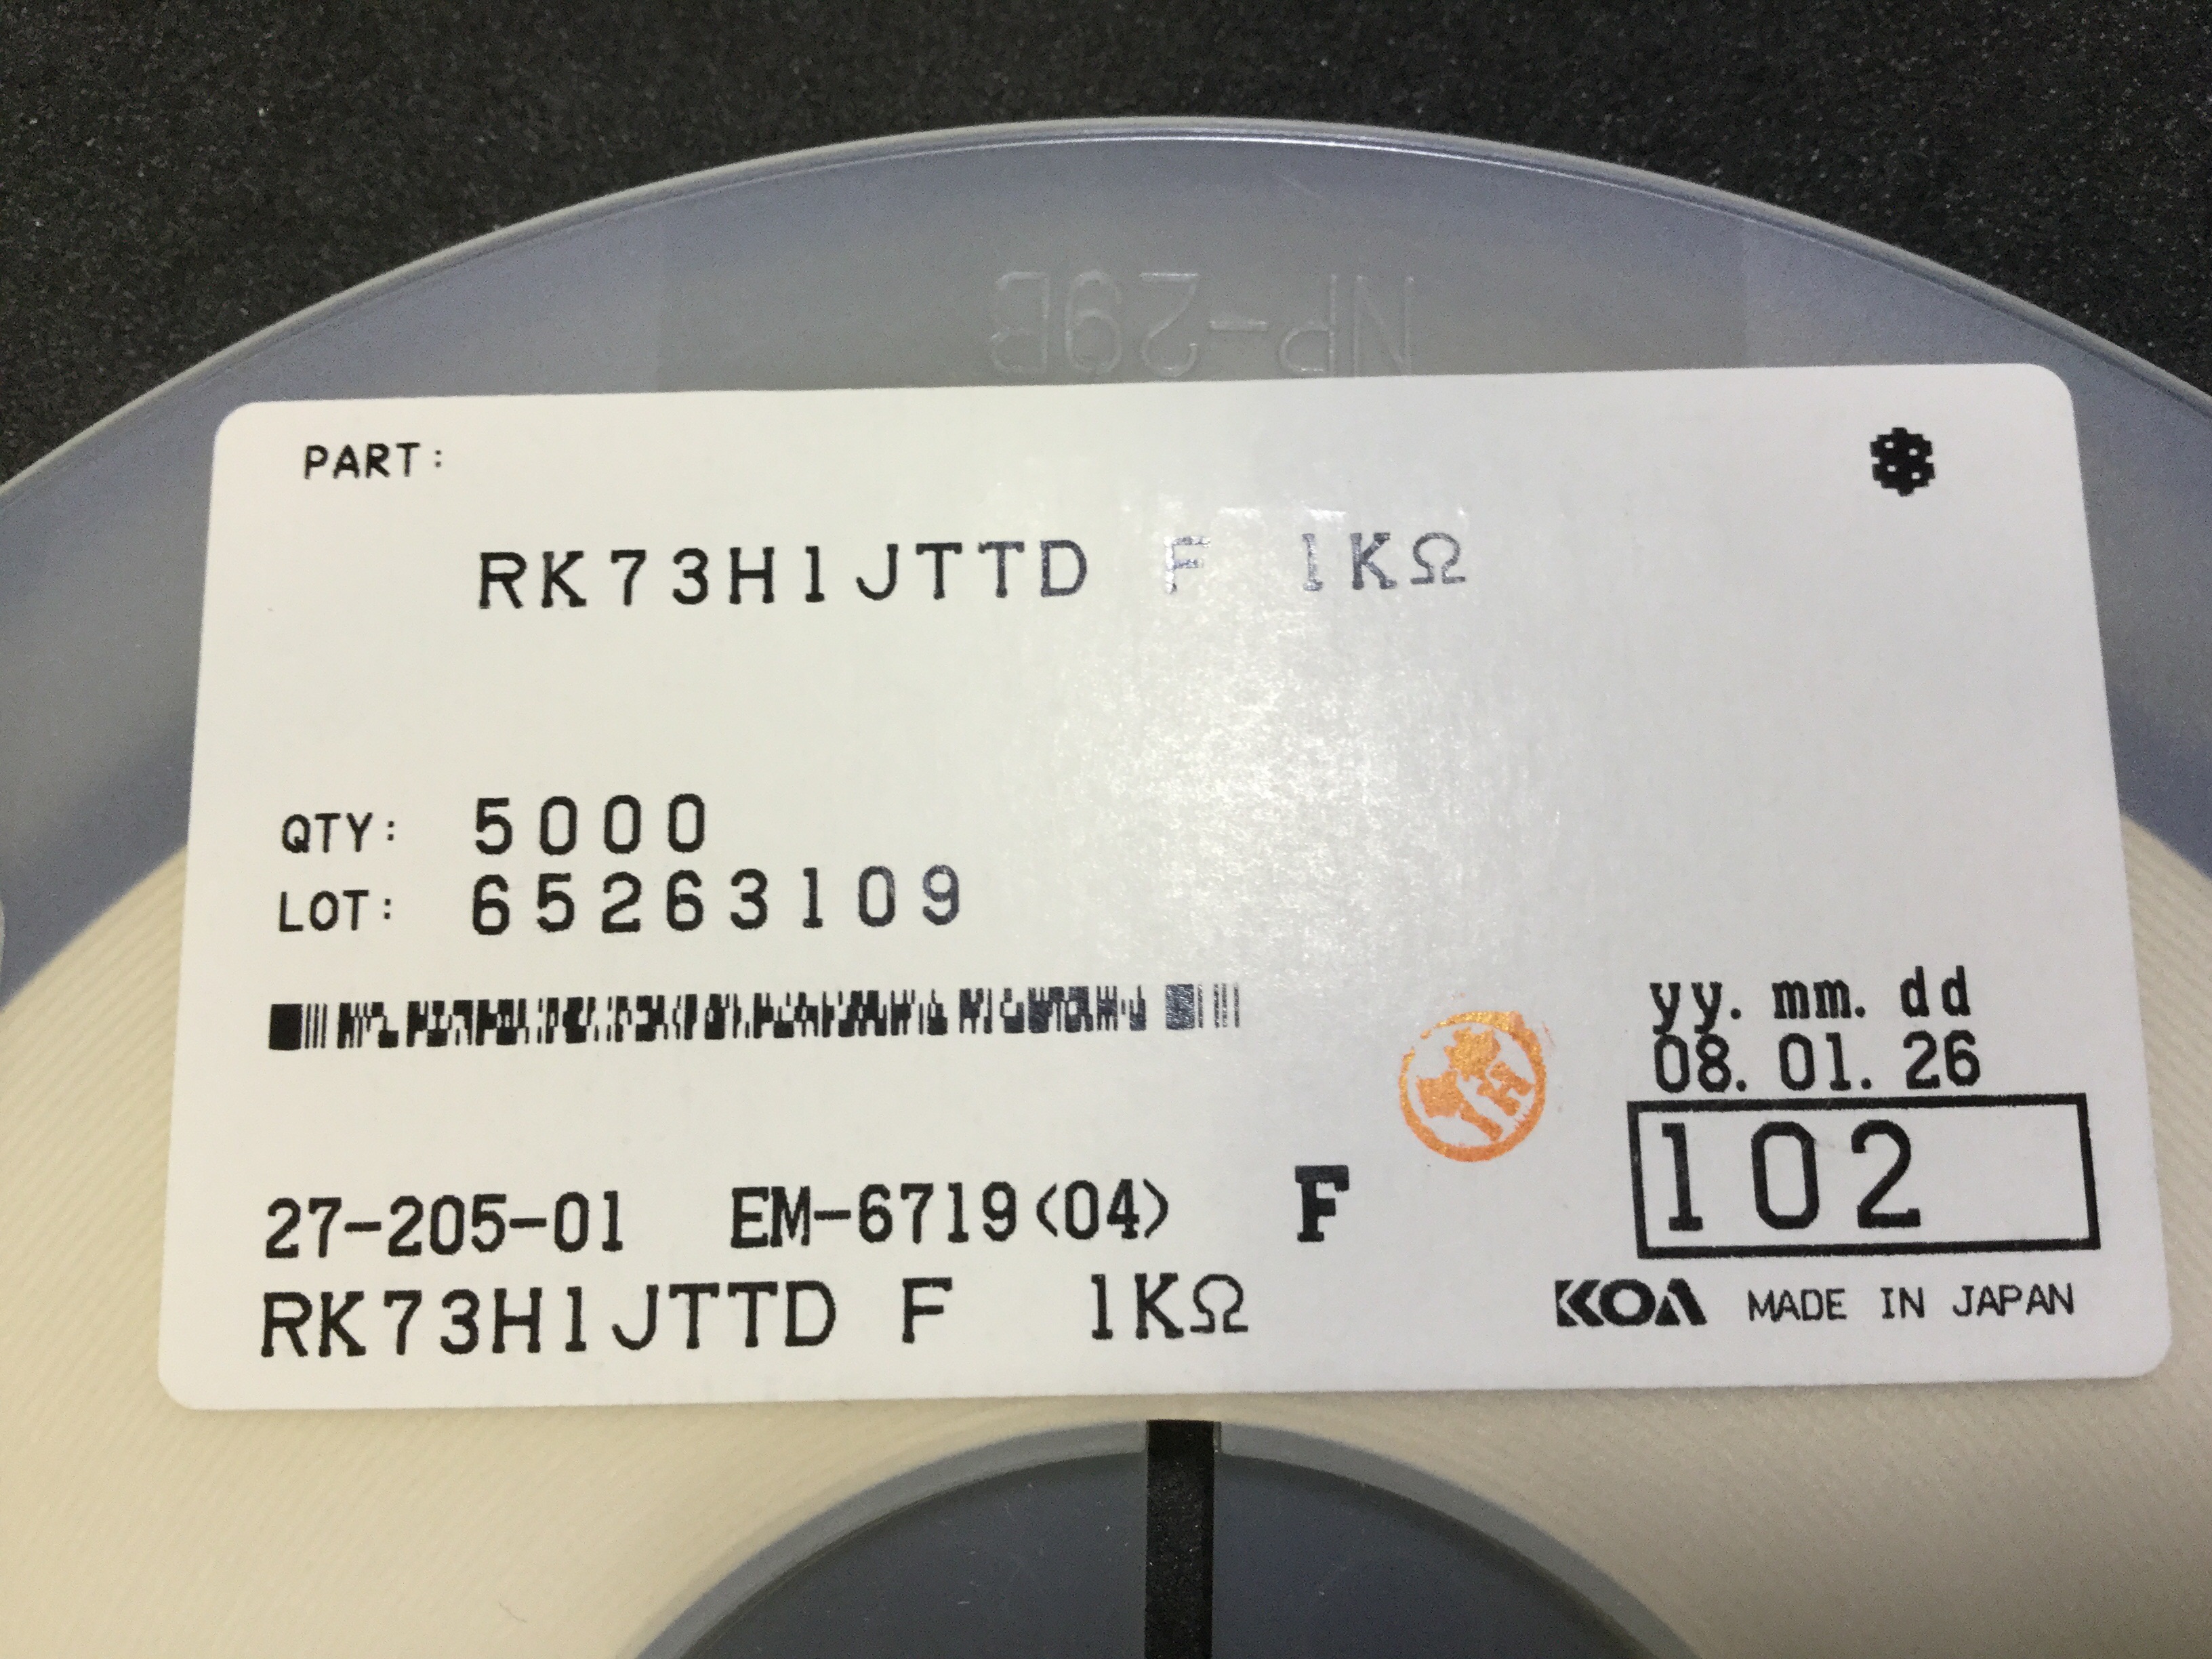 NP-29B
PART:
RK73H1JTTD F 1KΩ
QTY: 5000
LOT: 65263109
yy. mm. dd
08. 01. 26
102
27-205-01 EM-6719<04> F
RK73H1JTTD F 1KΩ
KOA MADE IN JAPAN